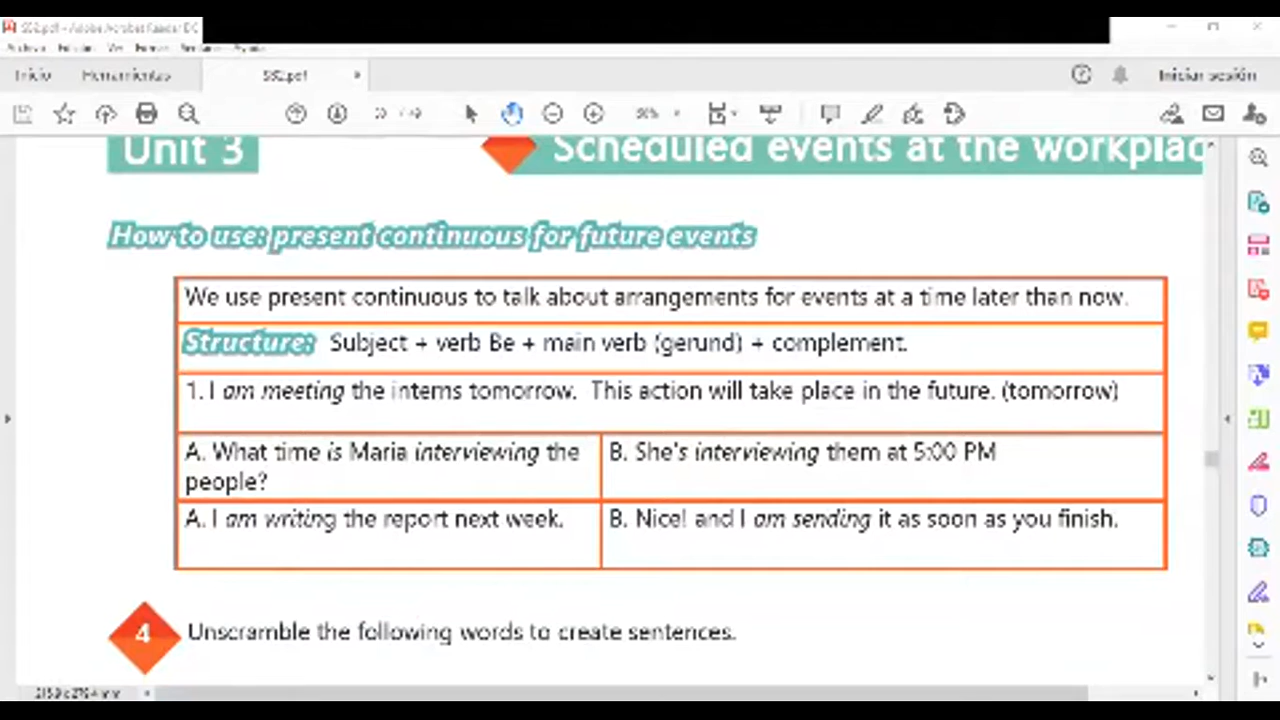 Inicio Herramientas SS2.pdf Iniciar sesión
Unit 3 Scheduled events at the workplac
How to use: present continuous for future events
We use present continuous to talk about arrangements for events at a time later than now.
Structure: Subject + verb Be + main verb (gerund) + complement.
1. I am meeting the interns tomorrow. This action will take place in the future. (tomorrow)
A. What time is Maria interviewing the
people?
B. She's interviewing them at 5:00 PM
A. I am writing the report next week.
B. Nice! and I am sending it as soon as you finish.
4 Unscramble the following words to create sentences.